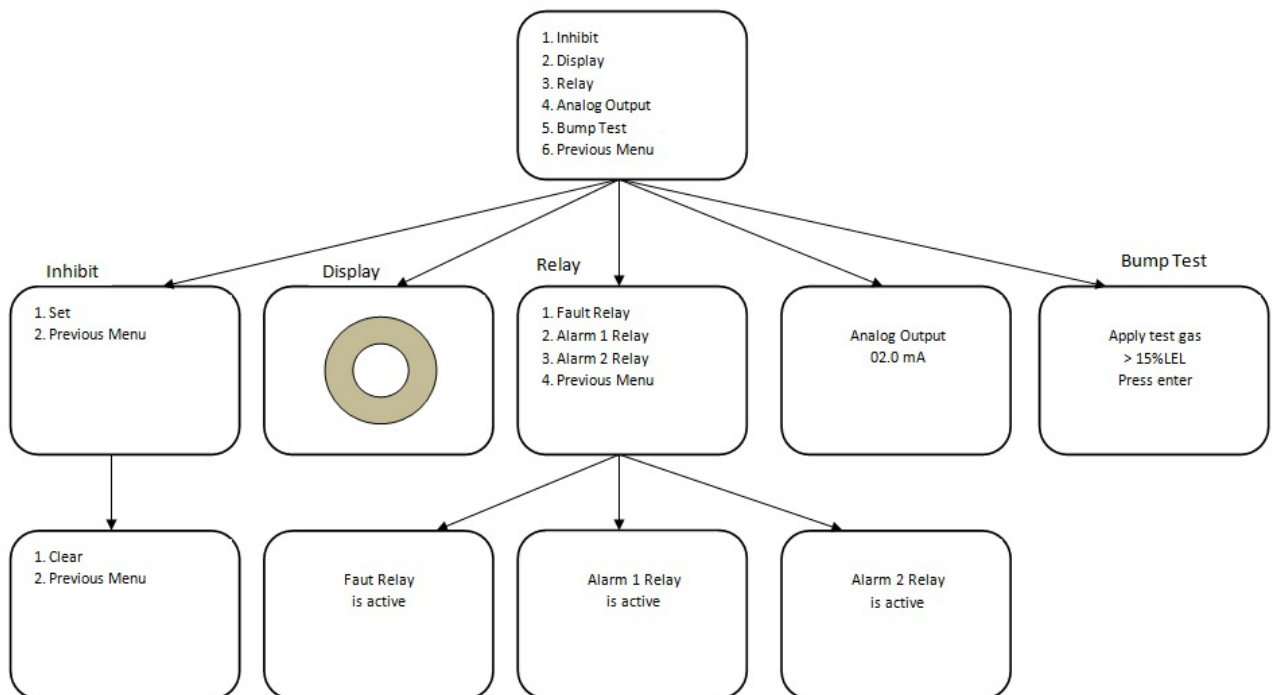 1. Inhibit
2. Display
3. Relay
4. Analog Output
5. Bump Test
6. Previous Menu
Inhibit
1. Set
2. Previous Menu
Display
Relay
1. Fault Relay
2. Alarm 1 Relay
3. Alarm 2 Relay
4. Previous Menu
Analog Output
02.0 mA
Bump Test
Apply test gas
> 15%LEL
Press enter
1. Clear
2. Previous Menu
Faut Relay
is active
Alarm 1 Relay
is active
Alarm 2 Relay
is active